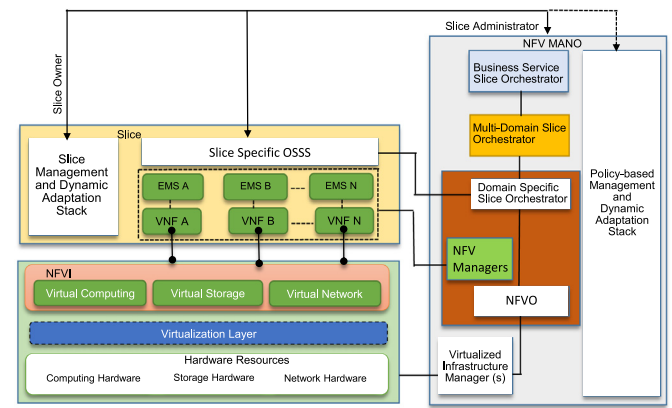 Slice Administrator
NFV MANO
Slice Owner
Business Service
Slice Orchestrator
Multi-Domain Slice
Orchestrator
Slice
Slice
Management
and Dynamic
Adaptation
Stack
Slice Specific OSSS
EMS A
EMS B
EMS N
VNF A
VNF B
VNF N
Domain Specific
Slice Orchestrator
Policy-based
Management
and Dynamic
Adaptation
Stack
NFV
Managers
NFVO
NFVI
Virtual Computing
Virtual Storage
Virtual Network
Virtualization Layer
Hardware Resources
Computing Hardware
Storage Hardware
Network Hardware
Virtualized
Infrastructure
Manager (s)